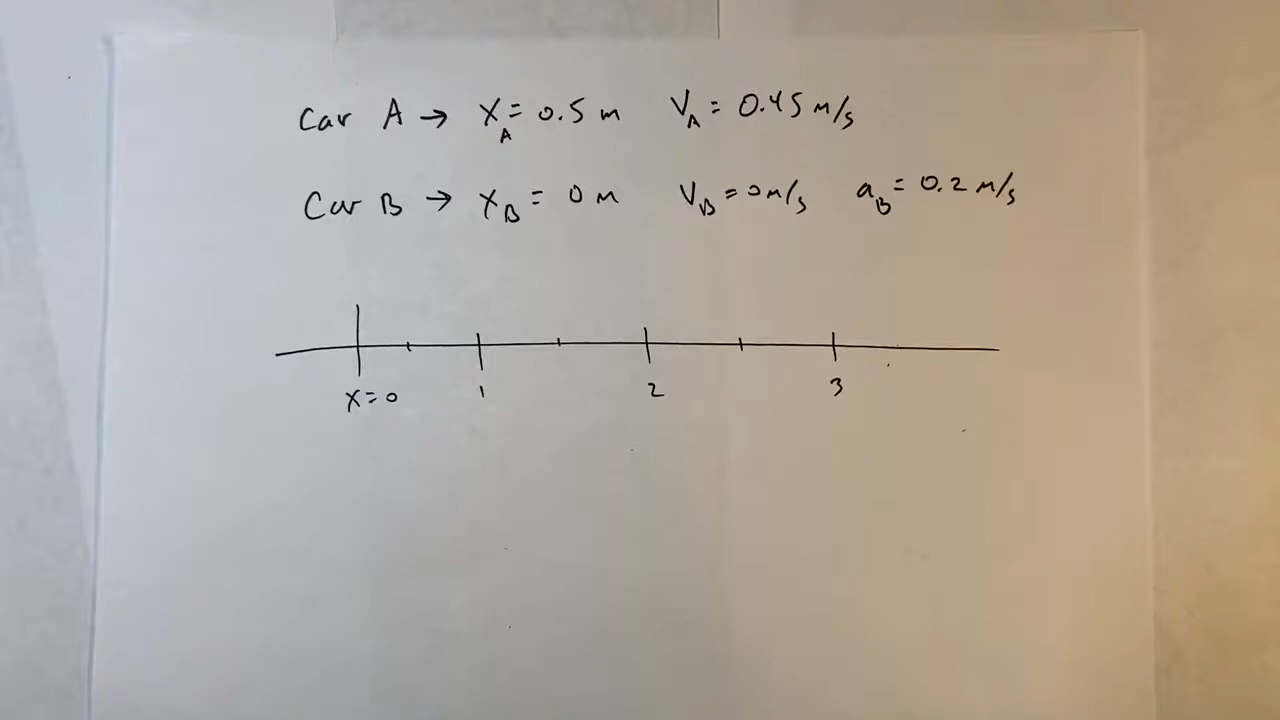 Car A → x_A = 0.5 m v_A = 0.45 m/s
Car B → x_B = 0 m v_B = 0 m/s a_B = 0.2 m/s
x=0 1 2 3